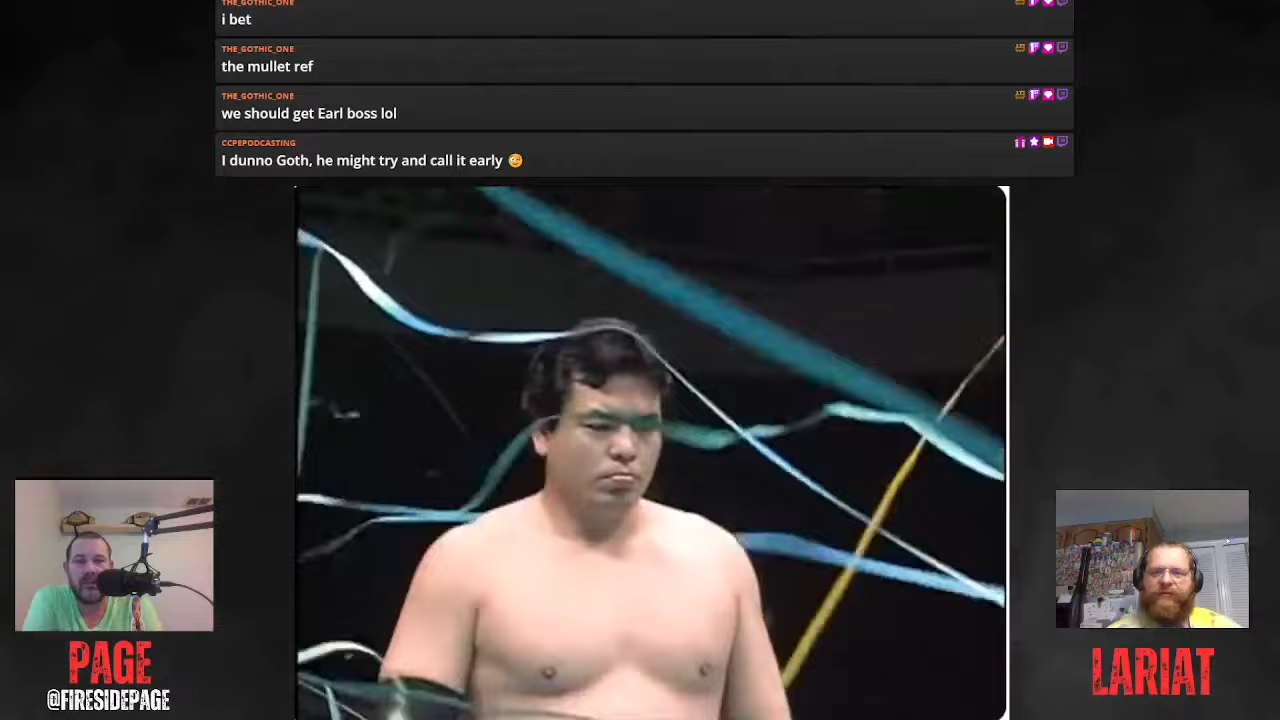 THE_GOTHIC_ONE
i bet
THE_GOTHIC_ONE
the mullet ref
THE_GOTHIC_ONE
we should get Earl boss lol
CCPEPODCASTING
I dunno Goth, he might try and call it early
PAGE
@FIRESIDEPAGE
LARIAT